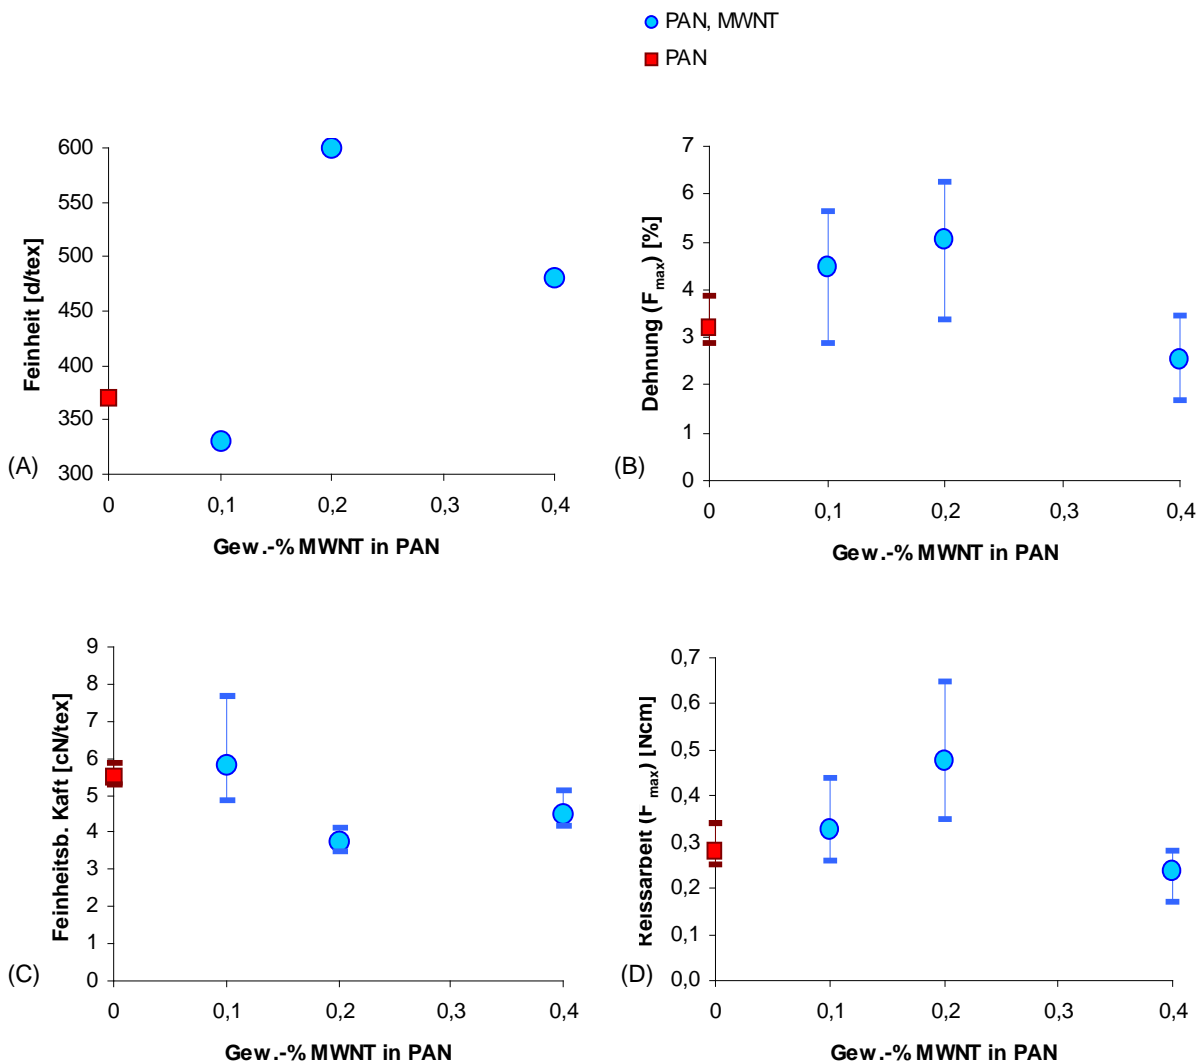 PAN, MWNT
PAN
600
550
500
450
400
350
300
Feinheit [d/tex]
0 0,1 0,2 0,3 0,4
Gew.-% MWNT in PAN
(A)
7
6
5
4
3
2
1
0
Dehnung (Fmax) [%]
0 0,1 0,2 0,3 0,4
Gew.-% MWNT in PAN
(B)
9
8
7
6
5
4
3
2
1
0
Feinheitsb. Kaft [cN/tex]
0 0,1 0,2 0,3 0,4
Gew.-% MWNT in PAN
(C)
0,7
0,6
0,5
0,4
0,3
0,2
0,1
0,0
Reissarbeit (Fmax) [Ncm]
0 0,1 0,2 0,3 0,4
Gew.-% MWNT in PAN
(D)